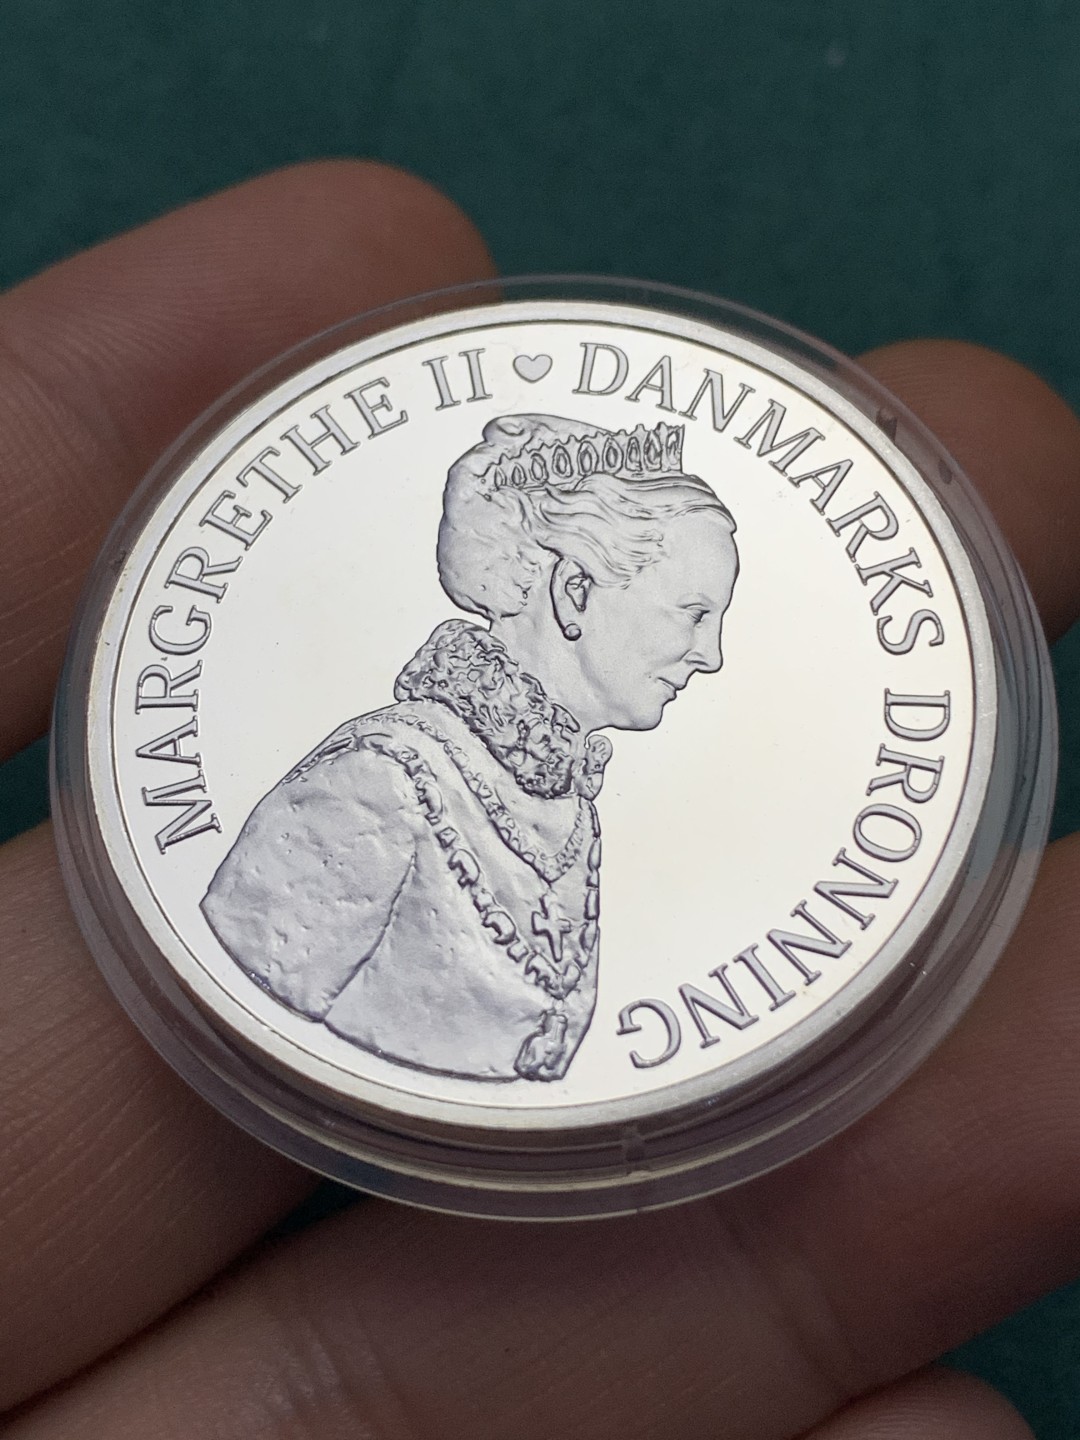 MARGRETHE II ♥ DANMARKS DRONNING